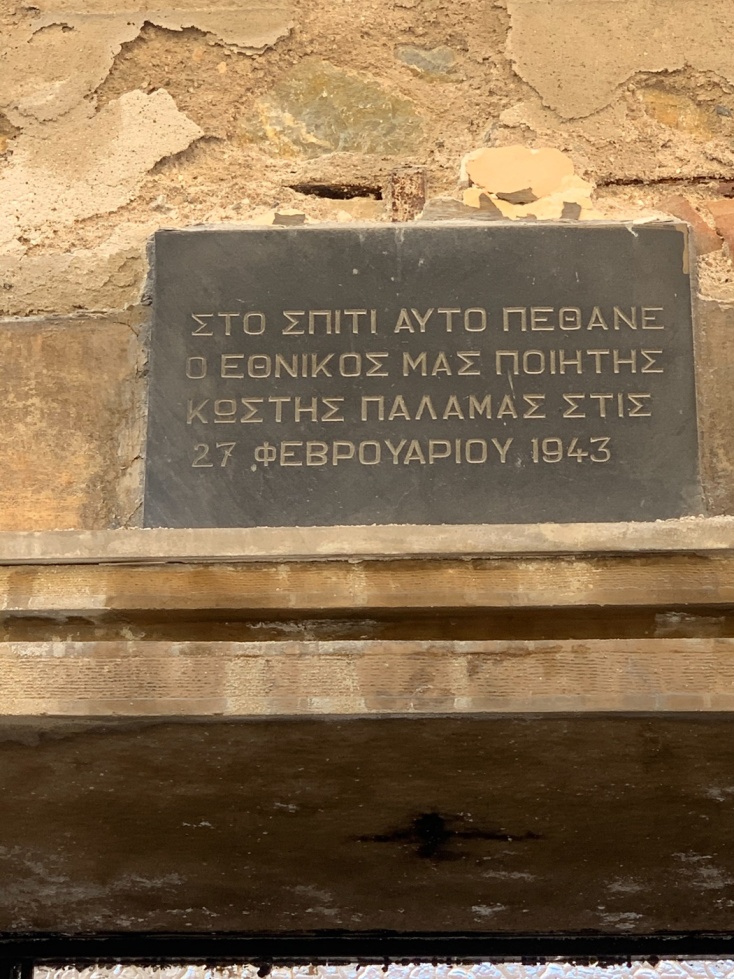 ΣΤΟ ΣΠΙΤΙ ΑΥΤΟ ΠΕΘΑΝΕ
Ο ΕΘΝΙΚΟΣ ΜΑΣ ΠΟΙΗΤΗΣ
ΚΩΣΤΗΣ ΠΑΛΑΜΑΣ ΣΤΙΣ
27 ΦΕΒΡΟΥΑΡΙΟΥ 1943